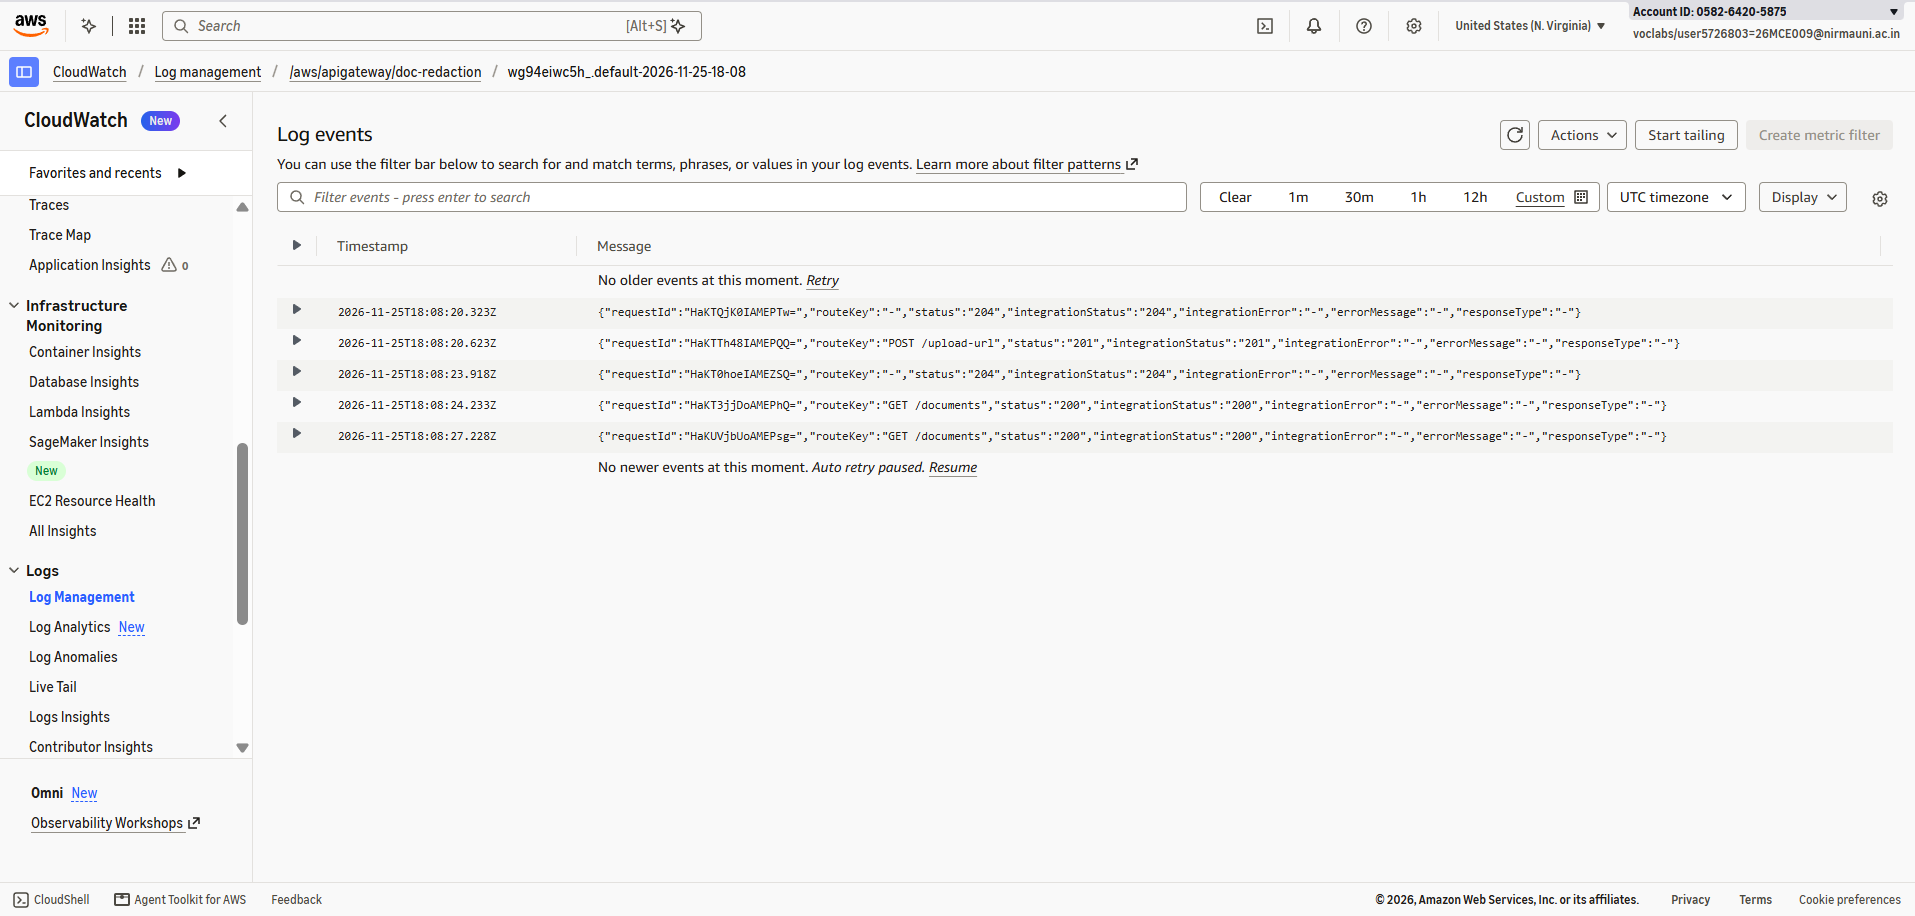 aws
Search [Alt+S]
United States (N. Virginia)
Account ID: 0582-6420-5875
voclabs/user5726803=26MCE009@nirmauni.ac.in
CloudWatch / Log management / /aws/apigateway/doc-redaction / wg94eiwc5h_.default-2026-11-25-18-08
CloudWatch New
Favorites and recents
Traces
Trace Map
Application Insights 0
Infrastructure
Monitoring
Container Insights
Database Insights
Lambda Insights
SageMaker Insights
New
EC2 Resource Health
All Insights
Logs
Log Management
Log Analytics New
Log Anomalies
Live Tail
Logs Insights
Contributor Insights
Omni New
Observability Workshops
Log events
Actions
Start tailing
Create metric filter
You can use the filter bar below to search for and match terms, phrases, or values in your log events. Learn more about filter patterns
Filter events - press enter to search
Clear 1m 30m 1h 12h Custom
UTC timezone
Display
Timestamp Message
No older events at this moment. Retry
2026-11-25T18:08:20.323Z {"requestId":"HaKTQjK0IAMEPTw=","routeKey":"-","status":"204","integrationStatus":"204","integrationError":"-","errorMessage":"-","responseType":"-"}
2026-11-25T18:08:20.623Z {"requestId":"HaKTTh48IAMEPQQ=","routeKey":"POST /upload-url","status":"201","integrationStatus":"201","integrationError":"-","errorMessage":"-","responseType":"-"}
2026-11-25T18:08:23.918Z {"requestId":"HaKT0hoeIAMEZSQ=","routeKey":"-","status":"204","integrationStatus":"204","integrationError":"-","errorMessage":"-","responseType":"-"}
2026-11-25T18:08:24.233Z {"requestId":"HaKT3jjDoAMEPhQ=","routeKey":"GET /documents","status":"200","integrationStatus":"200","integrationError":"-","errorMessage":"-","responseType":"-"}
2026-11-25T18:08:27.228Z {"requestId":"HaKUVjbUoAMEPsg=","routeKey":"GET /documents","status":"200","integrationStatus":"200","integrationError":"-","errorMessage":"-","responseType":"-"}
No newer events at this moment. Auto retry paused. Resume
CloudShell Agent Toolkit for AWS Feedback
© 2026, Amazon Web Services, Inc. or its affiliates. Privacy Terms Cookie preferences